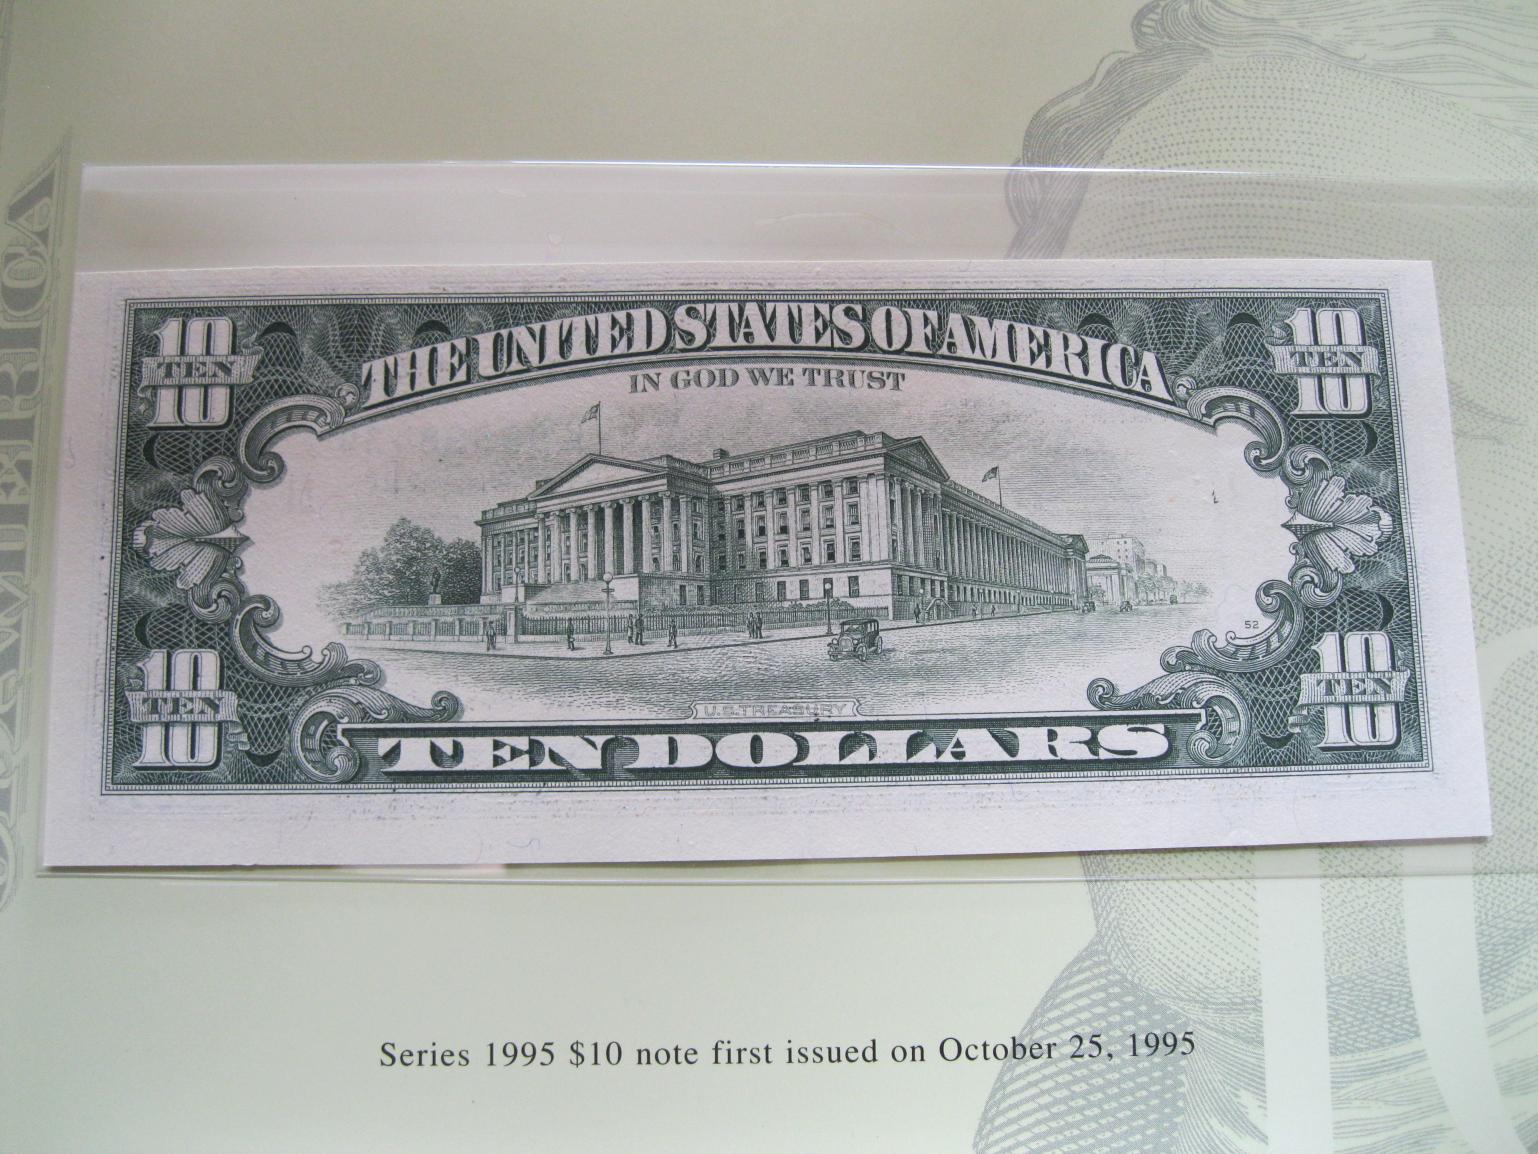 AMERICA
10
TEN
10
THE UNITED STATES OF AMERICA
10
TEN
10
IN GOD WE TRUST
52
10
TEN
10
U.S. TREASURY
10
TEN
10
TEN DOLLARS
Series 1995 $10 note first issued on October 25, 1995